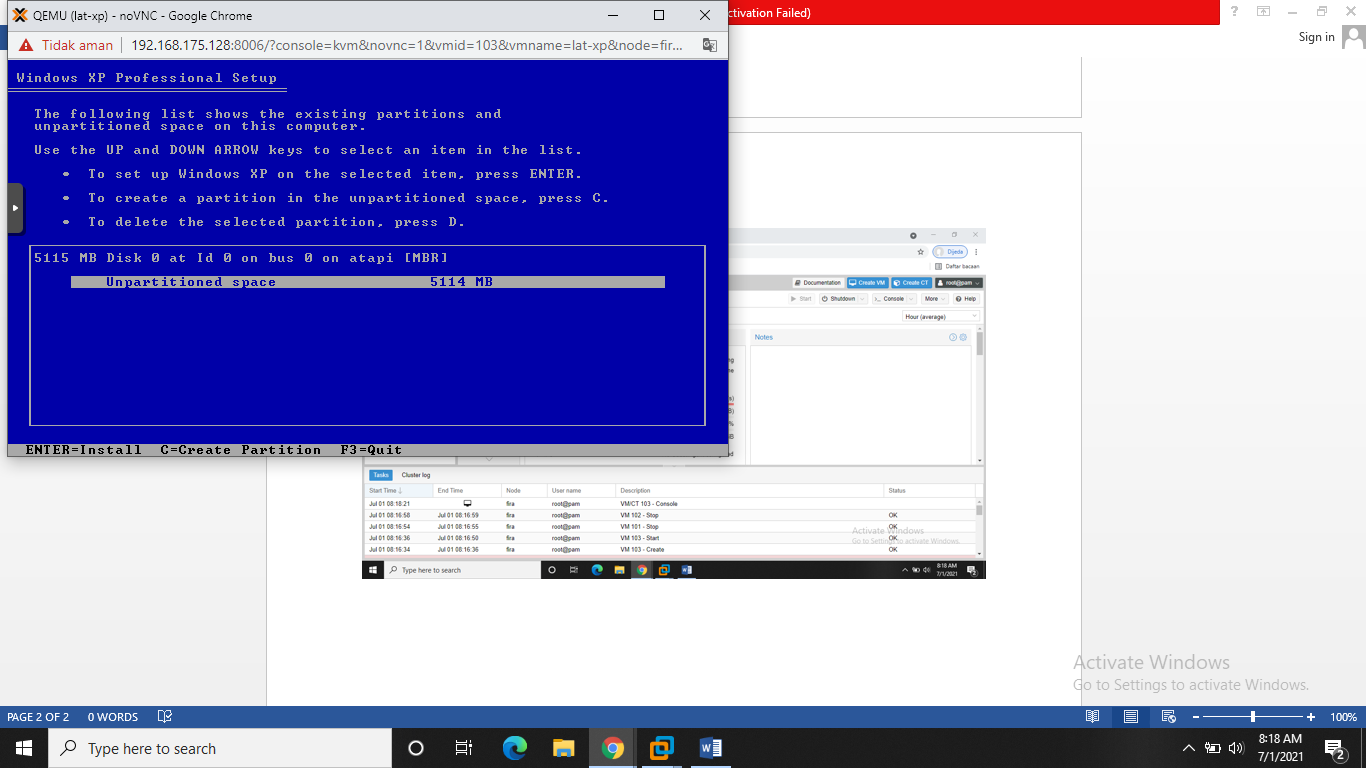 QEMU (lat-xp) - noVNC - Google Chrome
Tidak aman
192.168.175.128:8006/?console=kvm&novnc=1&vmid=103&vmname=lat-xp&node=fir...
Windows XP Professional Setup
The following list shows the existing partitions and
unpartitioned space on this computer.
Use the UP and DOWN ARROW keys to select an item in the list.
• To set up Windows XP on the selected item, press ENTER.
• To create a partition in the unpartitioned space, press C.
• To delete the selected partition, press D.
5115 MB Disk 0 at Id 0 on bus 0 on atapi [MBR]
Unpartitioned space 5114 MB
ENTER=Install C=Create Partition F3=Quit
ctivation Failed)
Sign in
Dijeda
Daftar bacaan
Documentation Create VM Create CT root@pam
Start Shutdown Console More Help
Hour (average)
Notes
Tasks Cluster log
Start Time ↓ End Time Node User name Description Status
Jul 01 08:18:21 fira root@pam VM/CT 103 - Console
Jul 01 08:16:58 Jul 01 08:16:59 fira root@pam VM 102 - Stop OK
Jul 01 08:16:54 Jul 01 08:16:55 fira root@pam VM 101 - Stop OK
Jul 01 08:16:36 Jul 01 08:16:50 fira root@pam VM 103 - Start OK
Jul 01 08:16:34 Jul 01 08:16:36 fira root@pam VM 103 - Create OK
Activate Windows
Go to Settings to activate Windows.
Type here to search
8:18 AM
7/1/2021
Activate Windows
Go to Settings to activate Windows.
PAGE 2 OF 2 0 WORDS 100%
Type here to search
8:18 AM
7/1/2021
2